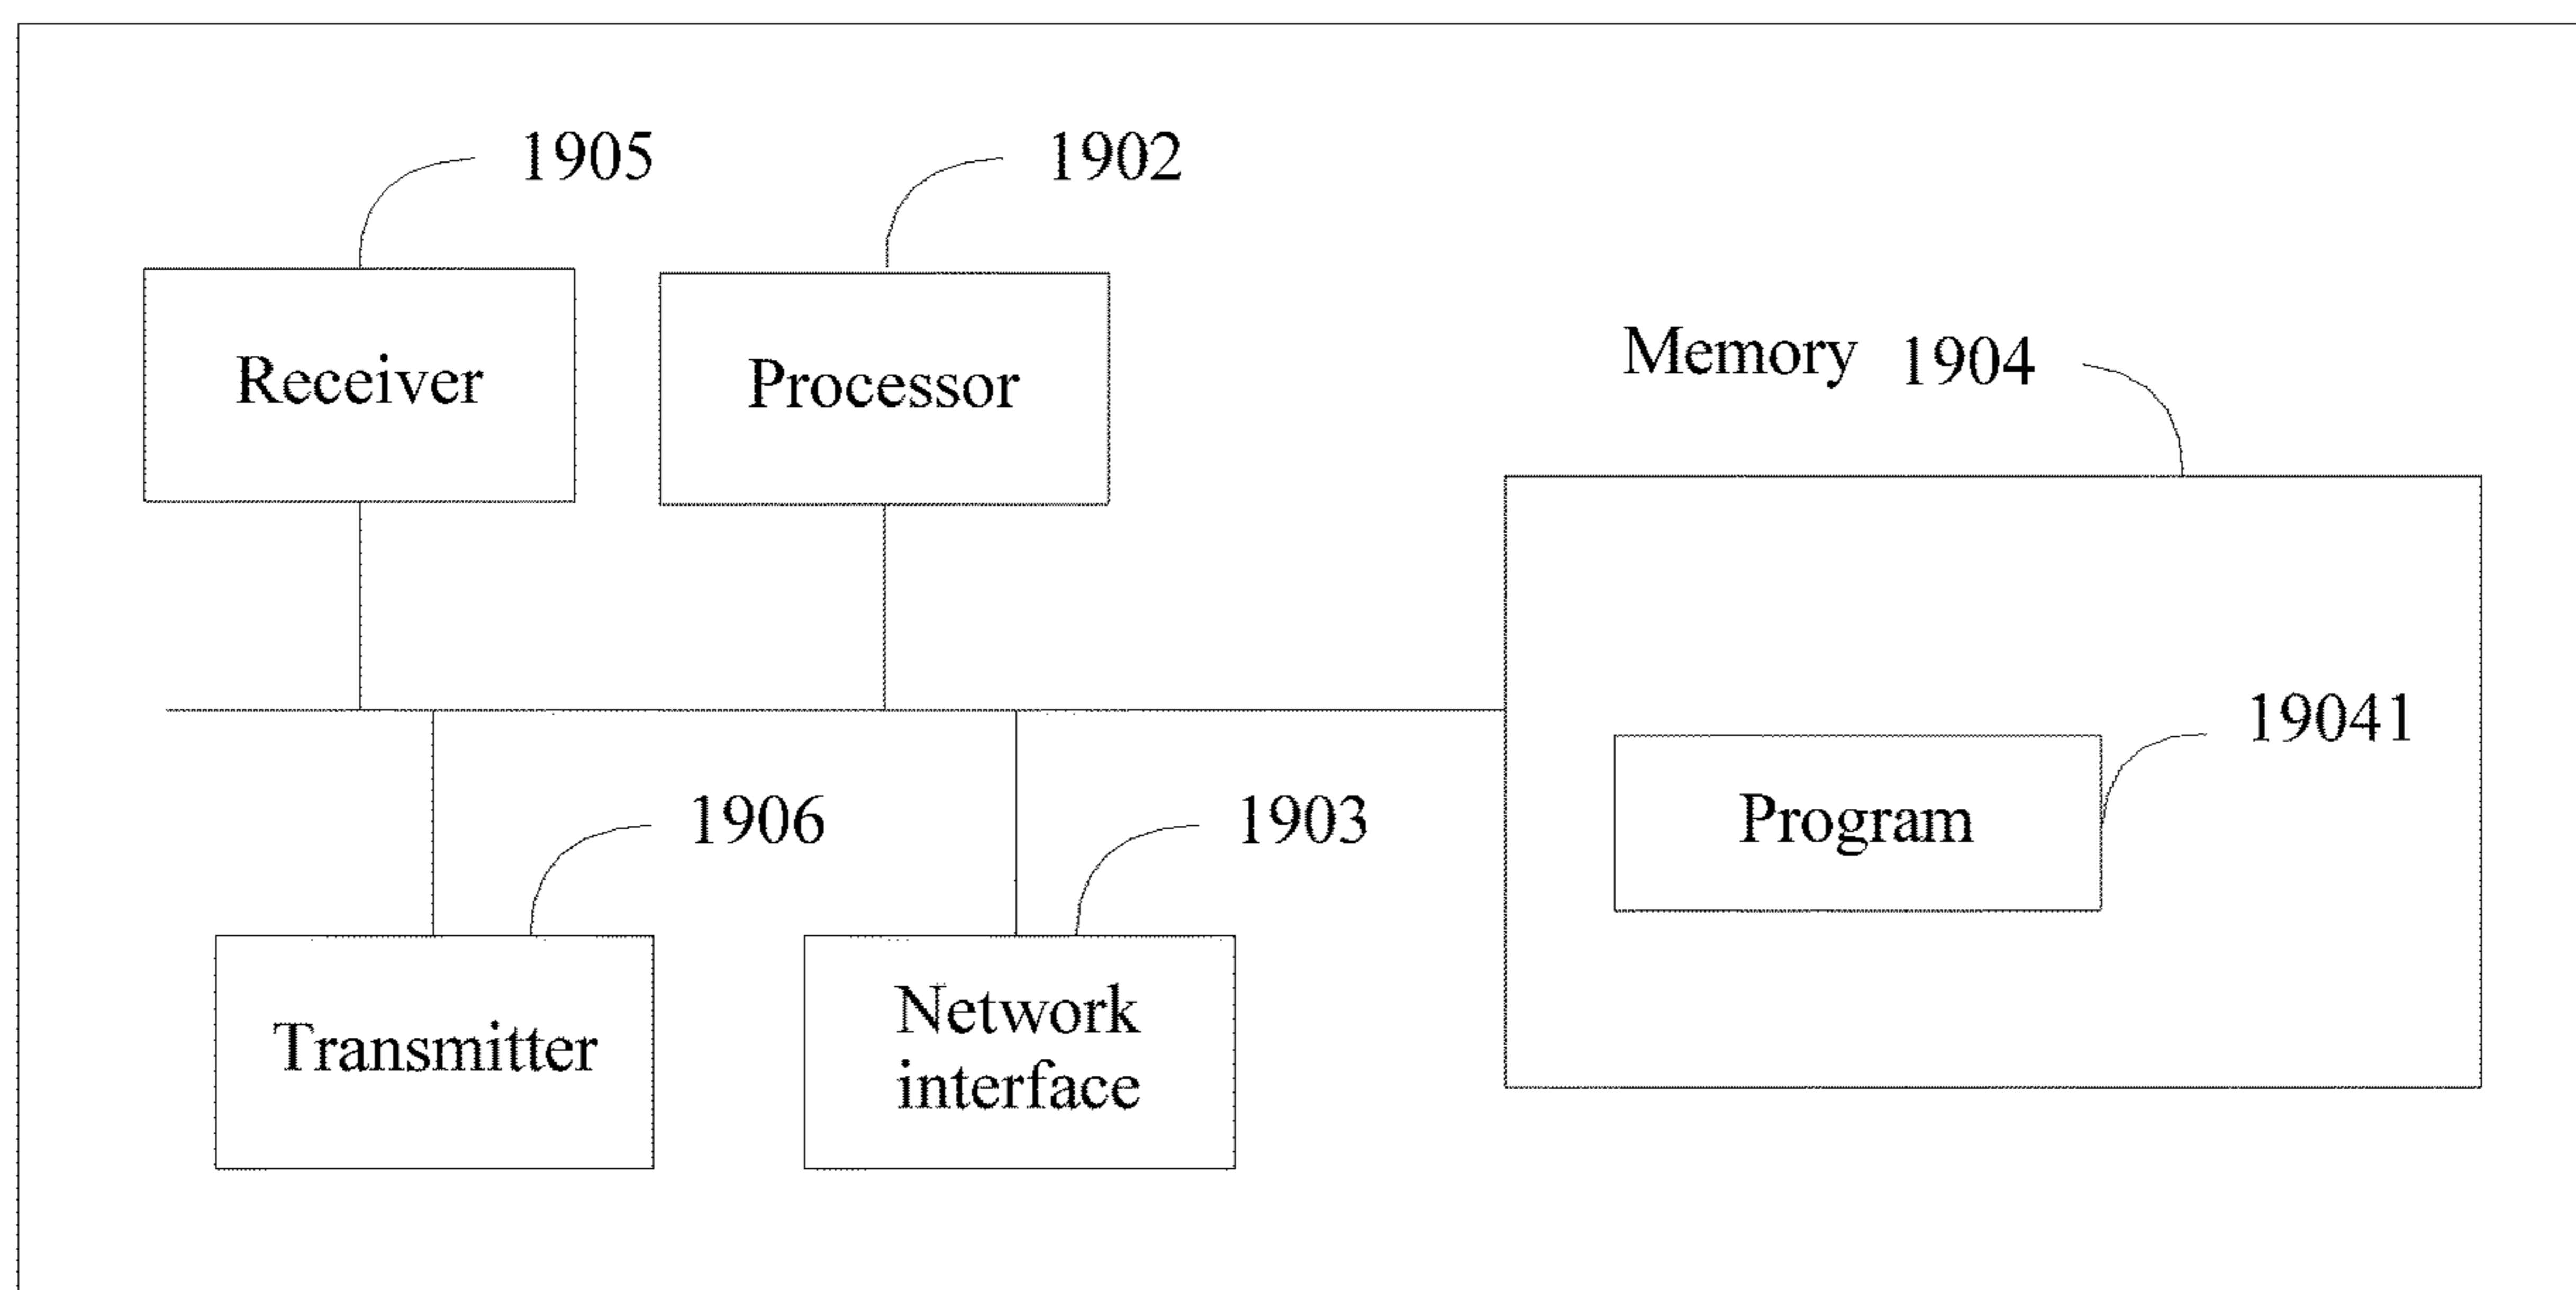 1905
1902
Receiver
Processor
Memory 1904
19041
Program
1906
1903
Transmitter
Network
interface